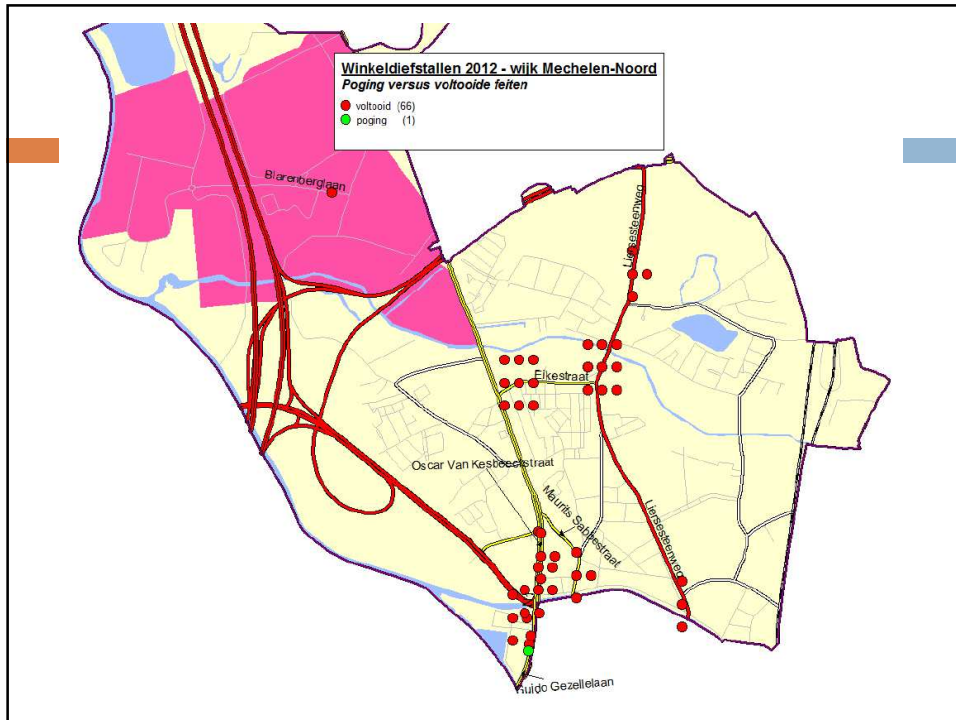 Winkeldiefstallen 2012 - wijk Mechelen-Noord
Poging versus voltooide feiten
voltooid (66)
poging (1)
Blarenberglaan
Liersesteenweg
Eikestraat
Oscar Van Kesbeeckstraat
Maurits Sabbestraat
Liersesteenweg
Guido Gezellelaan